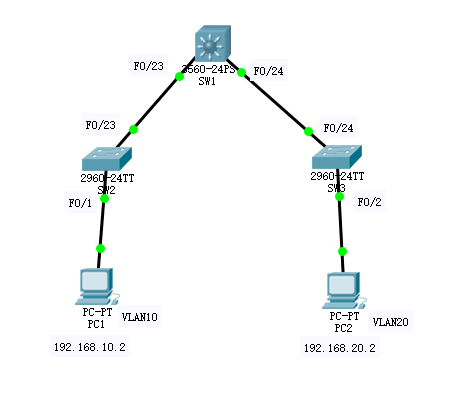 F0/23
3560-24PS
SW1
F0/24
F0/23
F0/24
2960-24TT
SW2
2960-24TT
SW3
F0/1
F0/2
PC-PT
PC1
VLAN10
PC-PT
PC2
VLAN20
192.168.10.2
192.168.20.2